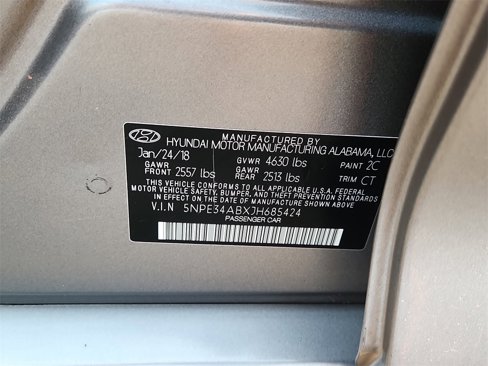 MANUFACTURED BY
HYUNDAI MOTOR MANUFACTURING ALABAMA, LLC
Jan/24/18 GVWR 4630 lbs PAINT 2C
GAWR FRONT 2557 lbs GAWR REAR 2513 lbs TRIM CT
THIS VEHICLE CONFORMS TO ALL APPLICABLE U.S.A. FEDERAL
MOTOR VEHICLE SAFETY, BUMPER, AND THEFT PREVENTION STANDARDS
IN EFFECT ON THE DATE OF MANUFACTURE SHOWN ABOVE.
V.I.N 5NPE34ABXJH685424
PASSENGER CAR